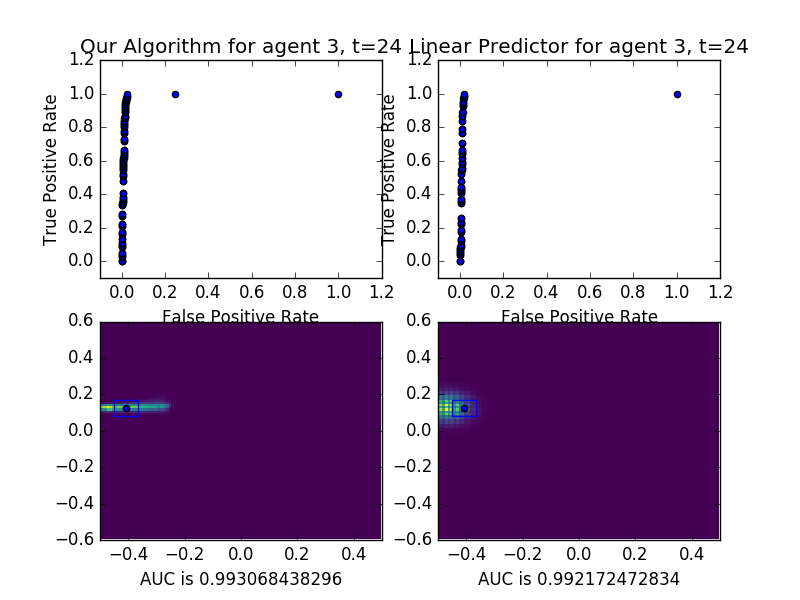 Our Algorithm for agent 3, t=24
Linear Predictor for agent 3, t=24
1.2
1.0
0.8
0.6
0.4
0.2
0.0
True Positive Rate
0.0 0.2 0.4 0.6 0.8 1.0 1.2
False Positive Rate
1.2
1.0
0.8
0.6
0.4
0.2
0.0
True Positive Rate
0.0 0.2 0.4 0.6 0.8 1.0 1.2
False Positive Rate
0.6
0.4
0.2
0.0
−0.2
−0.4
−0.6
−0.4 −0.2 0.0 0.2 0.4
AUC is 0.993068438296
0.6
0.4
0.2
0.0
−0.2
−0.4
−0.6
−0.4 −0.2 0.0 0.2 0.4
AUC is 0.992172472834